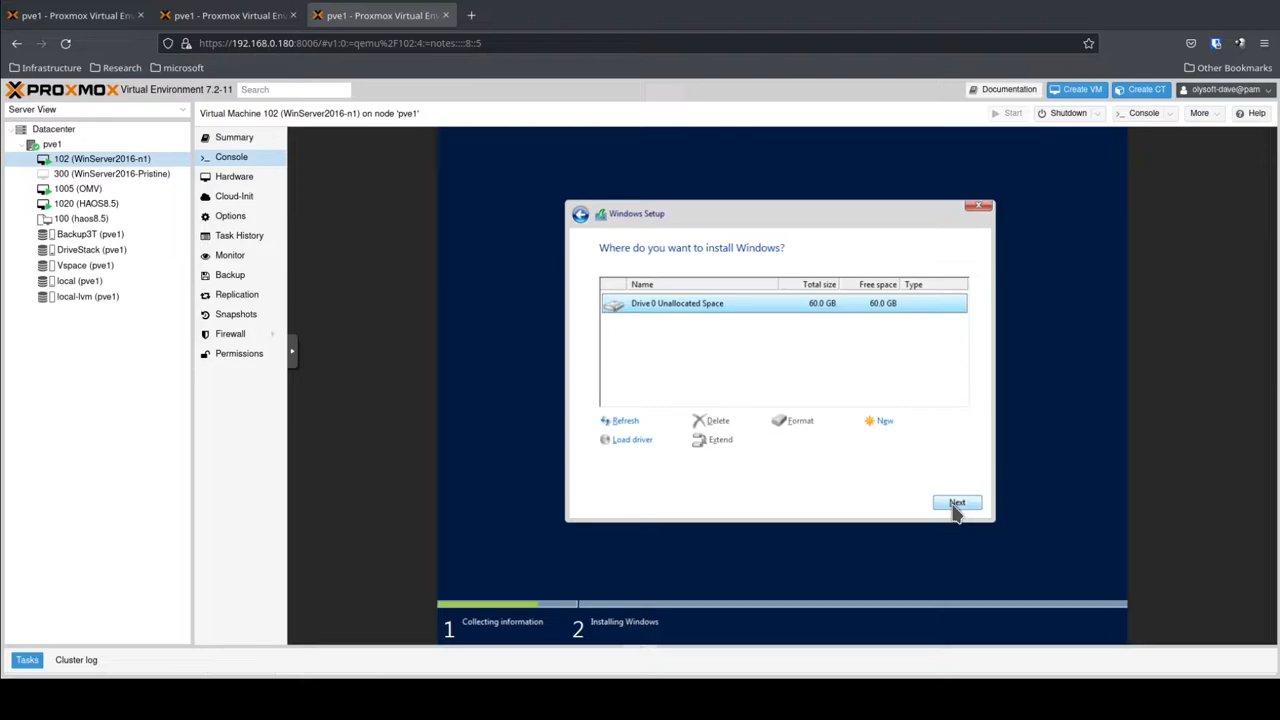 pve1 - Proxmox Virtual Env
pve1 - Proxmox Virtual Env
pve1 - Proxmox Virtual Env
https://192.168.0.180:8006/#v1:0:=qemu%2F102:4:=notes::::8::5
Infrastructure
Research
microsoft
Other Bookmarks
PROXMOX Virtual Environment 7.2-11
Search
Documentation
Create VM
Create CT
olysoft-dave@pam
Server View
Virtual Machine 102 (WinServer2016-n1) on node 'pve1'
Start
Shutdown
Console
More
Help
Datacenter
pve1
102 (WinServer2016-n1)
300 (WinServer2016-Pristine)
1005 (OMV)
1020 (HAOS8.5)
100 (haos8.5)
Backup3T (pve1)
DriveStack (pve1)
Vspace (pve1)
local (pve1)
local-lvm (pve1)
Summary
Console
Hardware
Cloud-Init
Options
Task History
Monitor
Backup
Replication
Snapshots
Firewall
Permissions
Windows Setup
Where do you want to install Windows?
Name Total size Free space Type
Drive 0 Unallocated Space 60.0 GB 60.0 GB
Refresh Delete Format New
Load driver Extend
Next
1 Collecting information
2 Installing Windows
Tasks
Cluster log